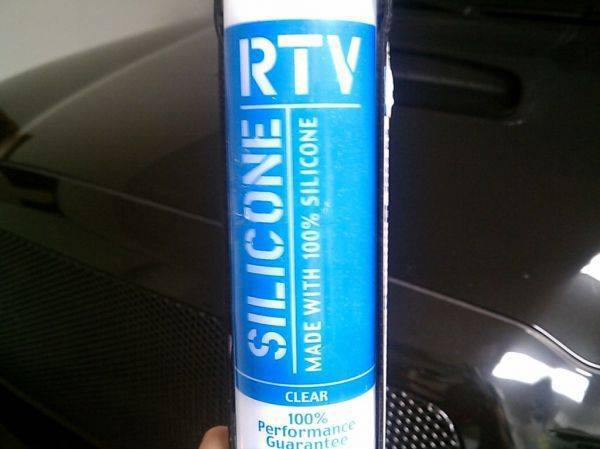 RTV
SILICONE
MADE WITH 100% SILICONE
CLEAR
100%
Performance
Guarantee